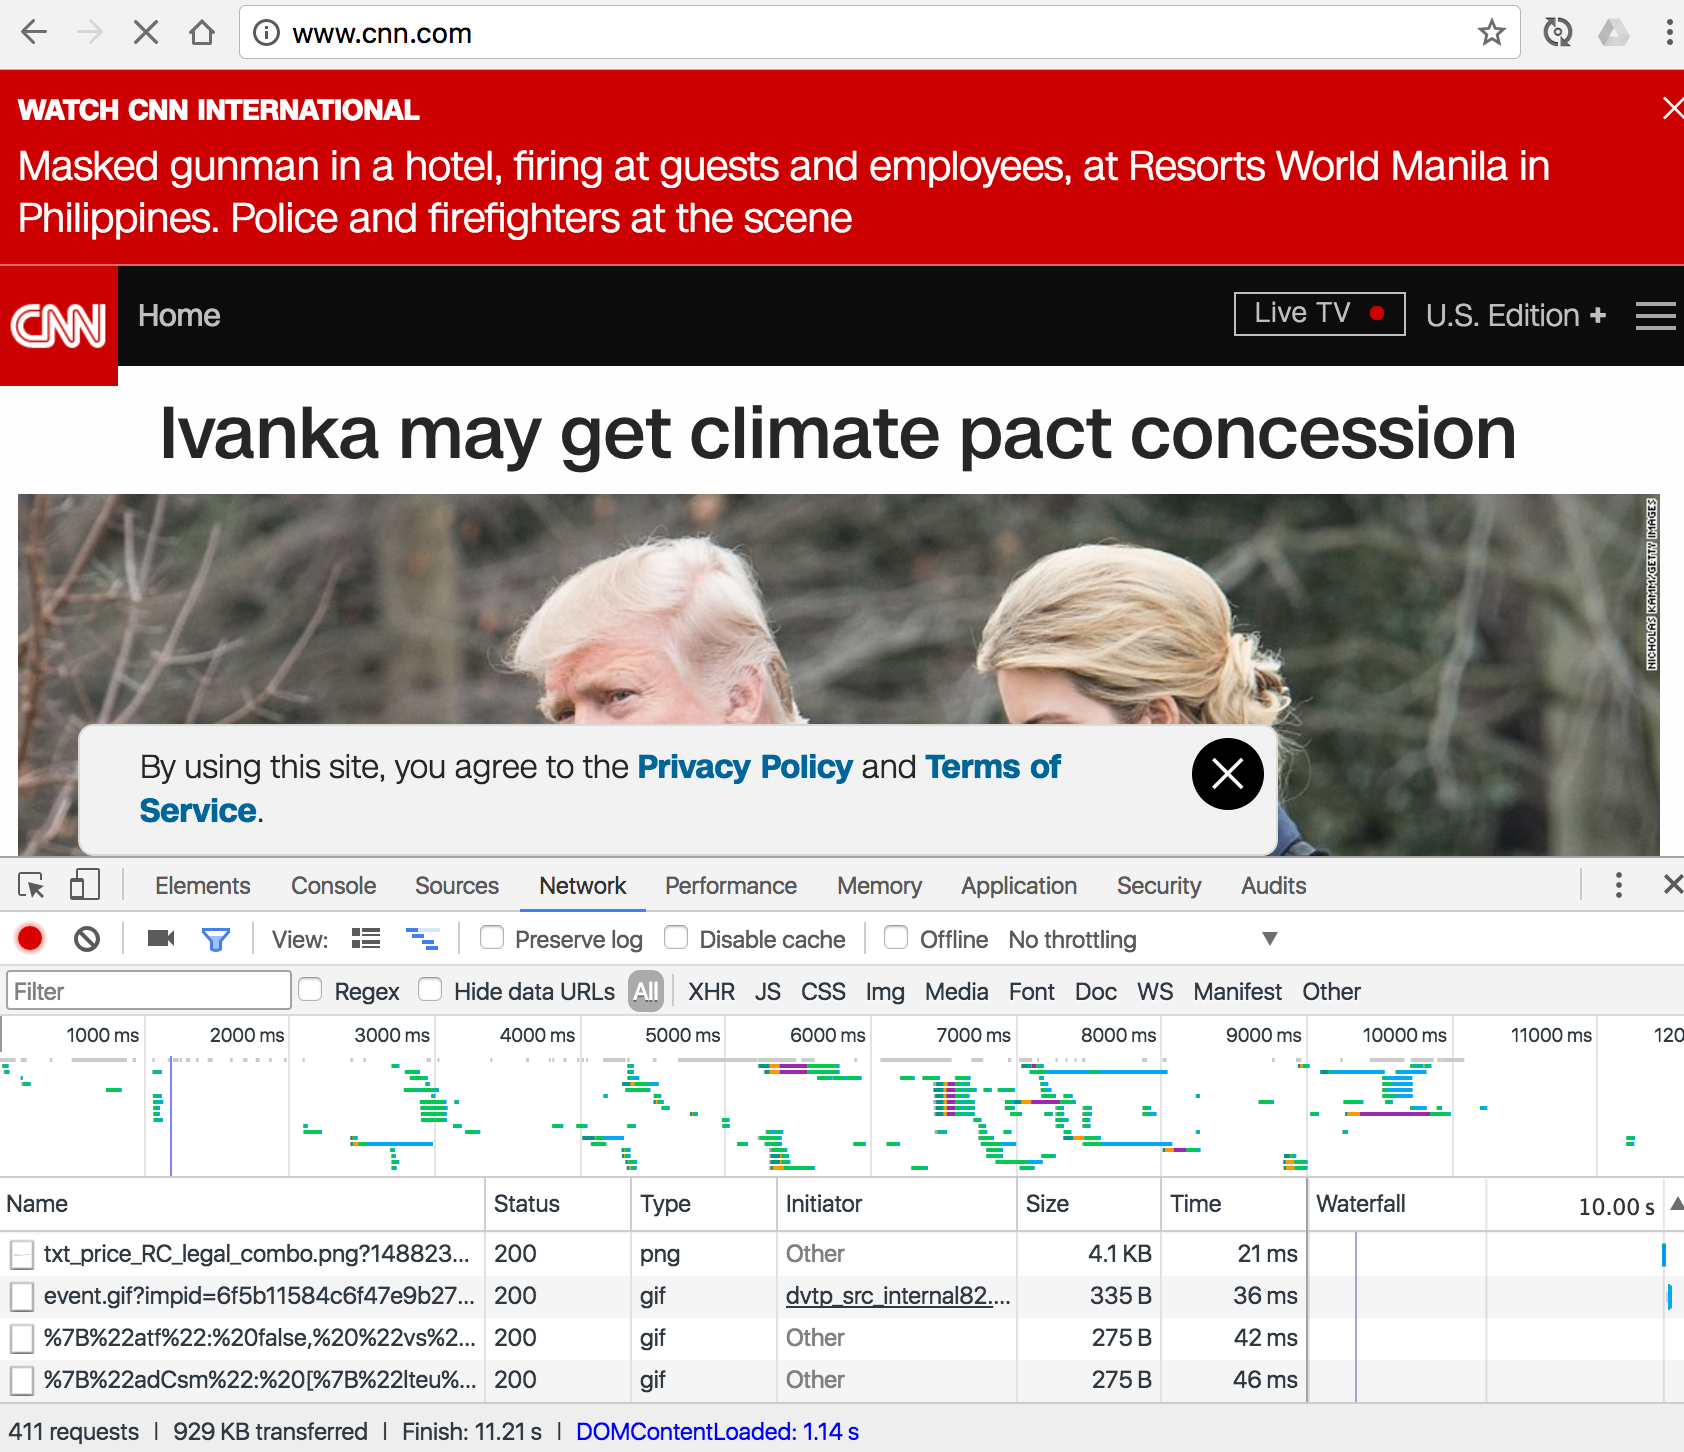 www.cnn.com
WATCH CNN INTERNATIONAL
Masked gunman in a hotel, firing at guests and employees, at Resorts World Manila in
Philippines. Police and firefighters at the scene
CNN Home Live TV U.S. Edition +
Ivanka may get climate pact concession
NICHOLAS KAMM/GETTY IMAGES
By using this site, you agree to the Privacy Policy and Terms of
Service.
Elements Console Sources Network Performance Memory Application Security Audits
View: Preserve log Disable cache Offline No throttling
Filter Regex Hide data URLs All XHR JS CSS Img Media Font Doc WS Manifest Other
1000 ms 2000 ms 3000 ms 4000 ms 5000 ms 6000 ms 7000 ms 8000 ms 9000 ms 10000 ms 11000 ms 120
Name Status Type Initiator Size Time Waterfall 10.00 s
txt_price_RC_legal_combo.png?148823... 200 png Other 4.1 KB 21 ms
event.gif?impid=6f5b11584c6f47e9b27... 200 gif dvtp_src_internal82.... 335 B 36 ms
%7B%22atf%22:%20false,%20%22vs%2... 200 gif Other 275 B 42 ms
%7B%22adCsm%22:%20[%7B%22lteu%... 200 gif Other 275 B 46 ms
411 requests | 929 KB transferred | Finish: 11.21 s | DOMContentLoaded: 1.14 s